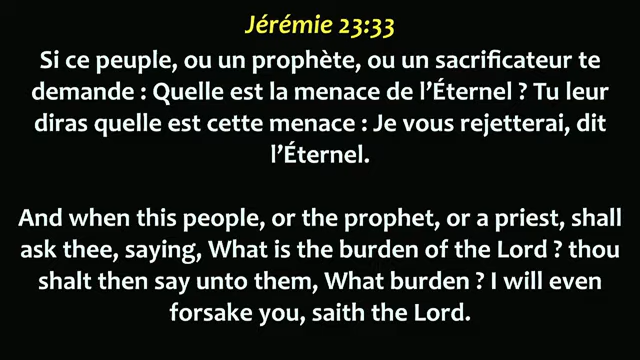 Jérémie 23:33
Si ce peuple, ou un prophète, ou un sacrificateur te
demande : Quelle est la menace de l’Éternel ? Tu leur
diras quelle est cette menace : Je vous rejetterai, dit
l’Éternel.
And when this people, or the prophet, or a priest, shall
ask thee, saying, What is the burden of the Lord ? thou
shalt then say unto them, What burden ? I will even
forsake you, saith the Lord.